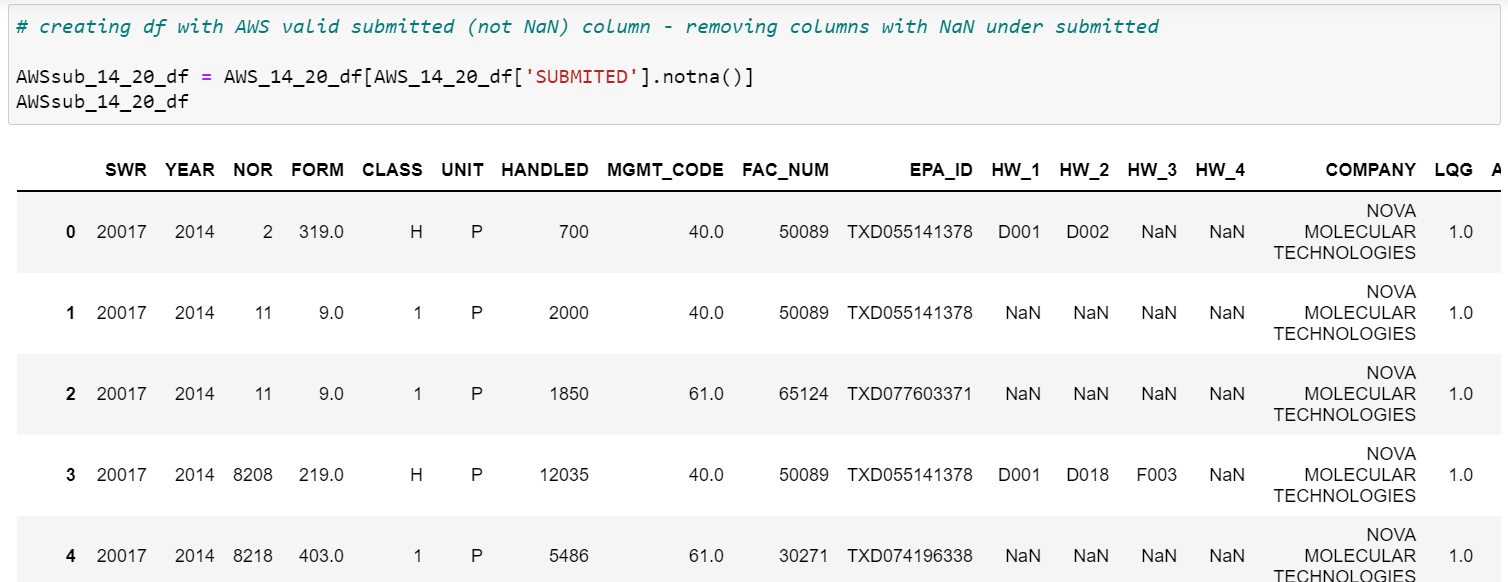 # creating df with AWS valid submitted (not NaN) column - removing columns with NaN under submitted
AWSsub_14_20_df = AWS_14_20_df[AWS_14_20_df['SUBMITED'].notna()]
AWSsub_14_20_df
SWR YEAR NOR FORM CLASS UNIT HANDLED MGMT_CODE FAC_NUM EPA_ID HW_1 HW_2 HW_3 HW_4 COMPANY LQG
0 20017 2014 2 319.0 H P 700 40.0 50089 TXD055141378 D001 D002 NaN NaN NOVA MOLECULAR TECHNOLOGIES 1.0
1 20017 2014 11 9.0 1 P 2000 40.0 50089 TXD055141378 NaN NaN NaN NaN NOVA MOLECULAR TECHNOLOGIES 1.0
2 20017 2014 11 9.0 1 P 1850 61.0 65124 TXD077603371 NaN NaN NaN NaN NOVA MOLECULAR TECHNOLOGIES 1.0
3 20017 2014 8208 219.0 H P 12035 40.0 50089 TXD055141378 D001 D018 F003 NaN NOVA MOLECULAR TECHNOLOGIES 1.0
4 20017 2014 8218 403.0 1 P 5486 61.0 30271 TXD074196338 NaN NaN NaN NaN NOVA MOLECULAR TECHNOLOGIES 1.0